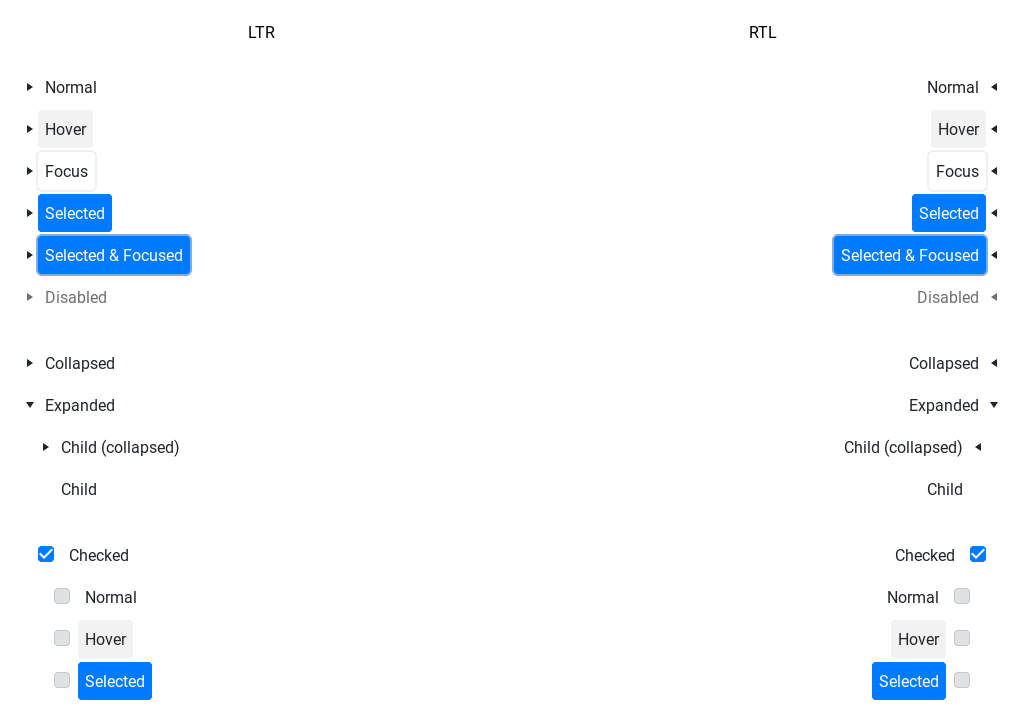 LTR
RTL
Normal
Normal
Hover
Hover
Focus
Focus
Selected
Selected
Selected & Focused
Selected & Focused
Disabled
Disabled
Collapsed
Collapsed
Expanded
Expanded
Child (collapsed)
Child (collapsed)
Child
Child
Checked
Checked
Normal
Normal
Hover
Hover
Selected
Selected